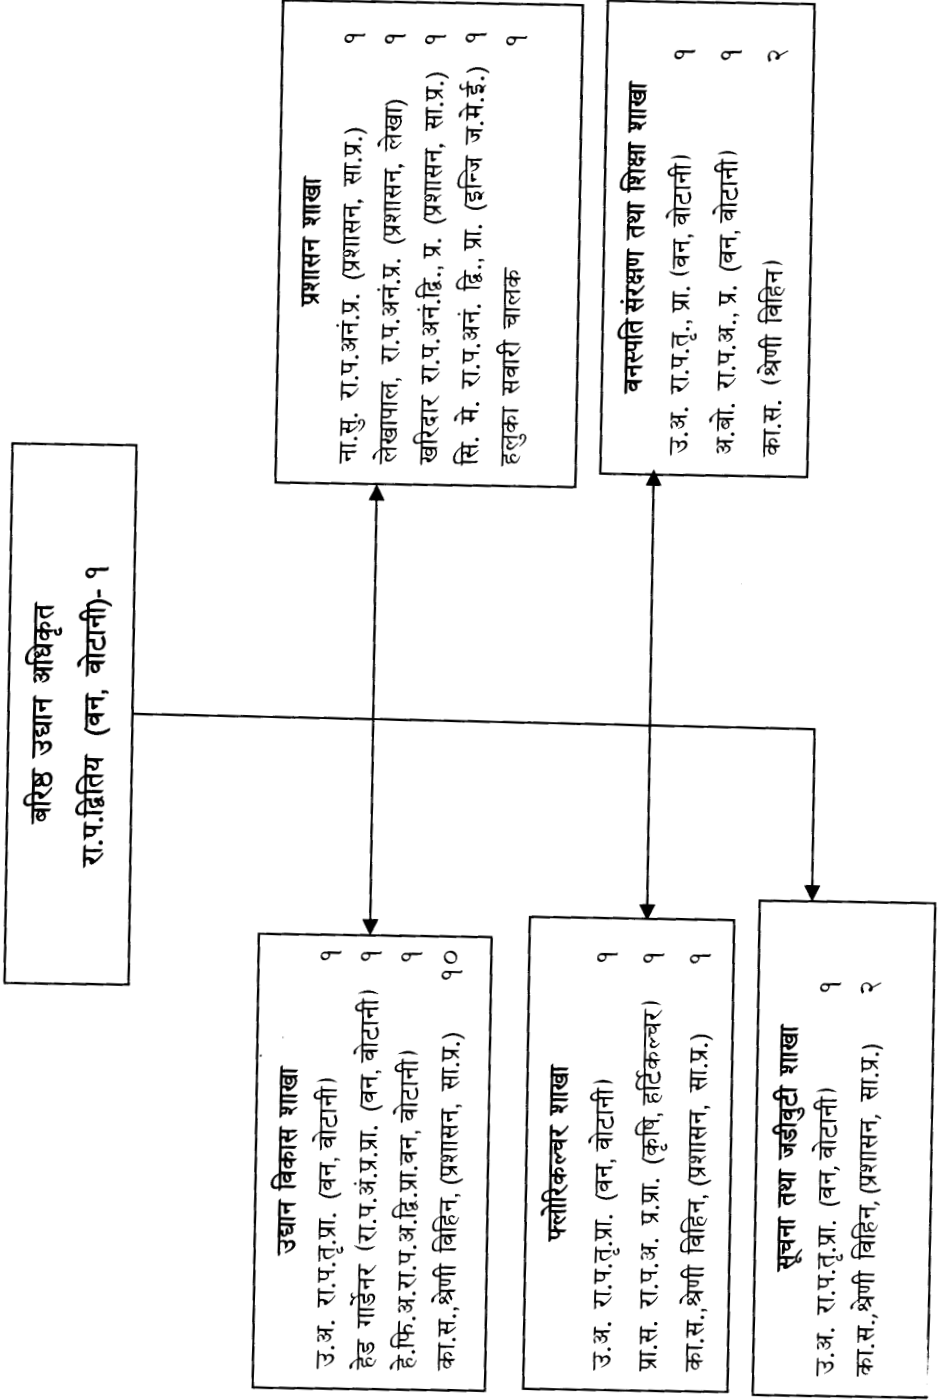 बरिष्ठ उद्यान अधिकृत
रा.प.द्वितिय (वन, वोटानी)- १
उद्यान विकास शाखा
उ.अ. रा.प.तृ.प्रा. (वन, वोटानी) १
हेड गार्डेनर (रा.प.अं.प्र.प्रा. (वन, वोटानी) १
हे.फि.अ.रा.प.अ.द्वि.प्रा.वन, वोटानी) १
का.स.,श्रेणी विहिन, (प्रशासन, सा.प्र.) १०
प्रशासन शाखा
ना.सु. रा.प.अनं.प्र. (प्रशासन, सा.प्र.) १
लेखापाल, रा.प.अनं.प्र. (प्रशासन, लेखा) १
खरिदार रा.प.अनं.द्वि., प्र. (प्रशासन, सा.प्र.) १
सि. मे. रा.प.अनं. द्वि., प्रा. (इन्जि ज.मे.ई.) १
हलुका सवारी चालक १
फ्लोरिकल्चर शाखा
उ.अ. रा.प.तृ.प्रा. (वन, वोटानी) १
प्रा.स. रा.प.अ. प्र.प्रा. (कृषि, हर्टिकल्चर) १
का.स.,श्रेणी विहिन, (प्रशासन, सा.प्र.) १
वनस्पति संरक्षण तथा शिक्षा शाखा
उ.अ. रा.प.तृ., प्रा. (वन, वोटानी) १
अ.बो. रा.प.अ., प्र. (वन, वोटानी) १
का.स. (श्रेणी विहिन) २
सूचना तथा जडीवुटी शाखा
उ.अ. रा.प.तृ.प्रा. (वन, वोटानी) १
का.स.,श्रेणी विहिन, (प्रशासन, सा.प्र.) २